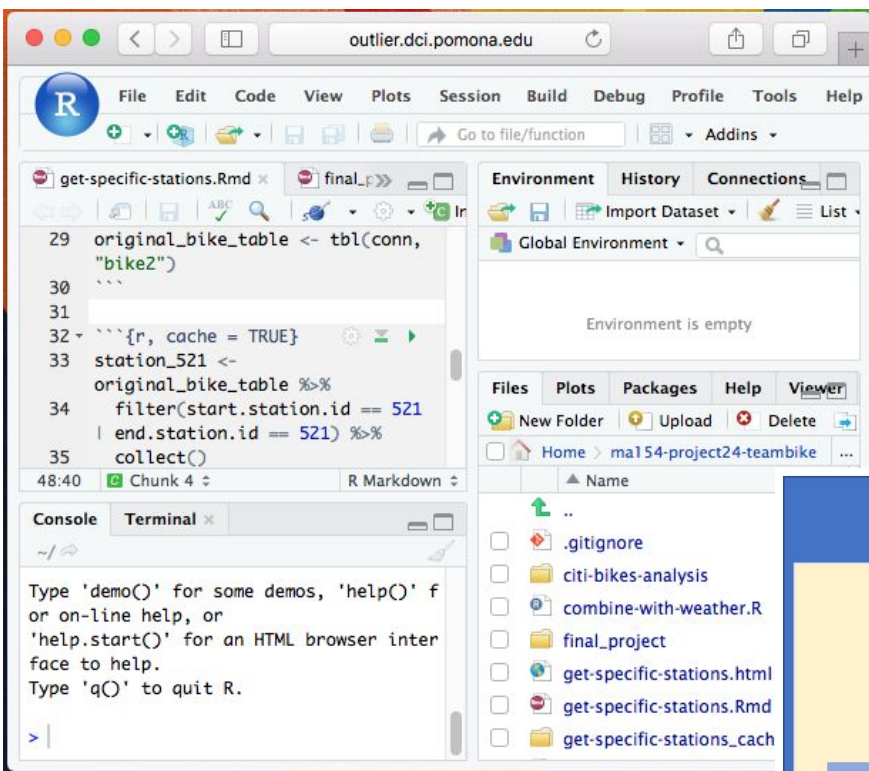 outlier.dci.pomona.edu
R
File Edit Code View Plots Session Build Debug Profile Tools Help
Go to file/function
Addins
get-specific-stations.Rmd
final_p
ABC
In
29 original_bike_table <- tbl(conn,
"bike2")
30 ```
31
32 ```{r, cache = TRUE}
33 station_521 <-
original_bike_table %>%
34 filter(start.station.id == 521
| end.station.id == 521) %>%
35 collect()
48:40 Chunk 4 R Markdown
Console Terminal
~/
Type 'demo()' for some demos, 'help()' f
or on-line help, or
'help.start()' for an HTML browser inter
face to help.
Type 'q()' to quit R.
>
Environment History Connections
Import Dataset List
Global Environment
Environment is empty
Files Plots Packages Help Viewer
New Folder Upload Delete
Home ma154-project24-teambike ...
Name
..
.gitignore
citi-bikes-analysis
combine-with-weather.R
final_project
get-specific-stations.html
get-specific-stations.Rmd
get-specific-stations_cach